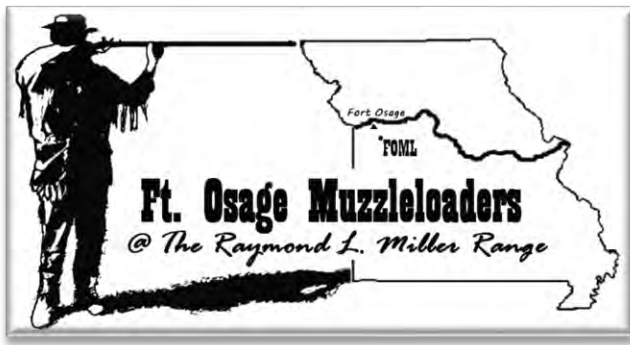 Fort Osage
FOML
Ft. Osage Muzzleloaders
@ The Raymond L. Miller Range